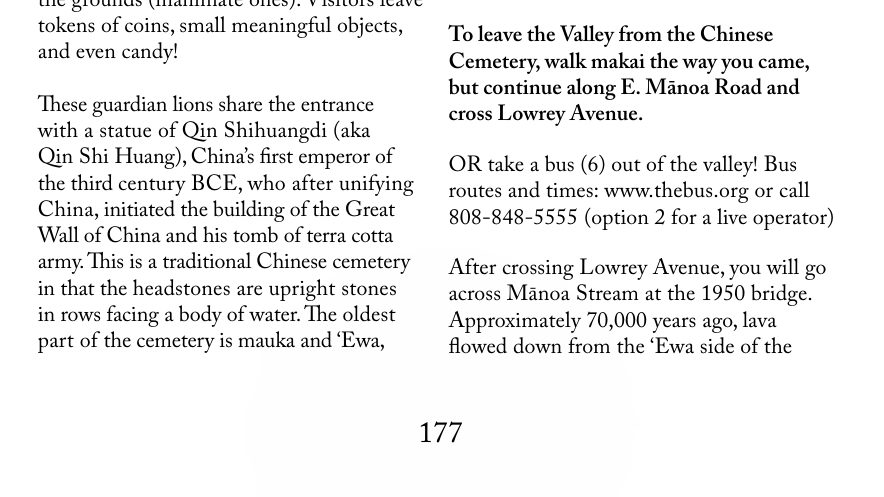 the grounds (inanimate ones). Visitors leave
tokens of coins, small meaningful objects,
and even candy!
These guardian lions share the entrance
with a statue of Qin Shihuangdi (aka
Qin Shi Huang), China’s first emperor of
the third century BCE, who after unifying
China, initiated the building of the Great
Wall of China and his tomb of terra cotta
army. This is a traditional Chinese cemetery
in that the headstones are upright stones
in rows facing a body of water. The oldest
part of the cemetery is mauka and ‘Ewa,
To leave the Valley from the Chinese
Cemetery, walk makai the way you came,
but continue along E. Mānoa Road and
cross Lowrey Avenue.
OR take a bus (6) out of the valley! Bus
routes and times: www.thebus.org or call
808-848-5555 (option 2 for a live operator)
After crossing Lowrey Avenue, you will go
across Mānoa Stream at the 1950 bridge.
Approximately 70,000 years ago, lava
flowed down from the ‘Ewa side of the
177